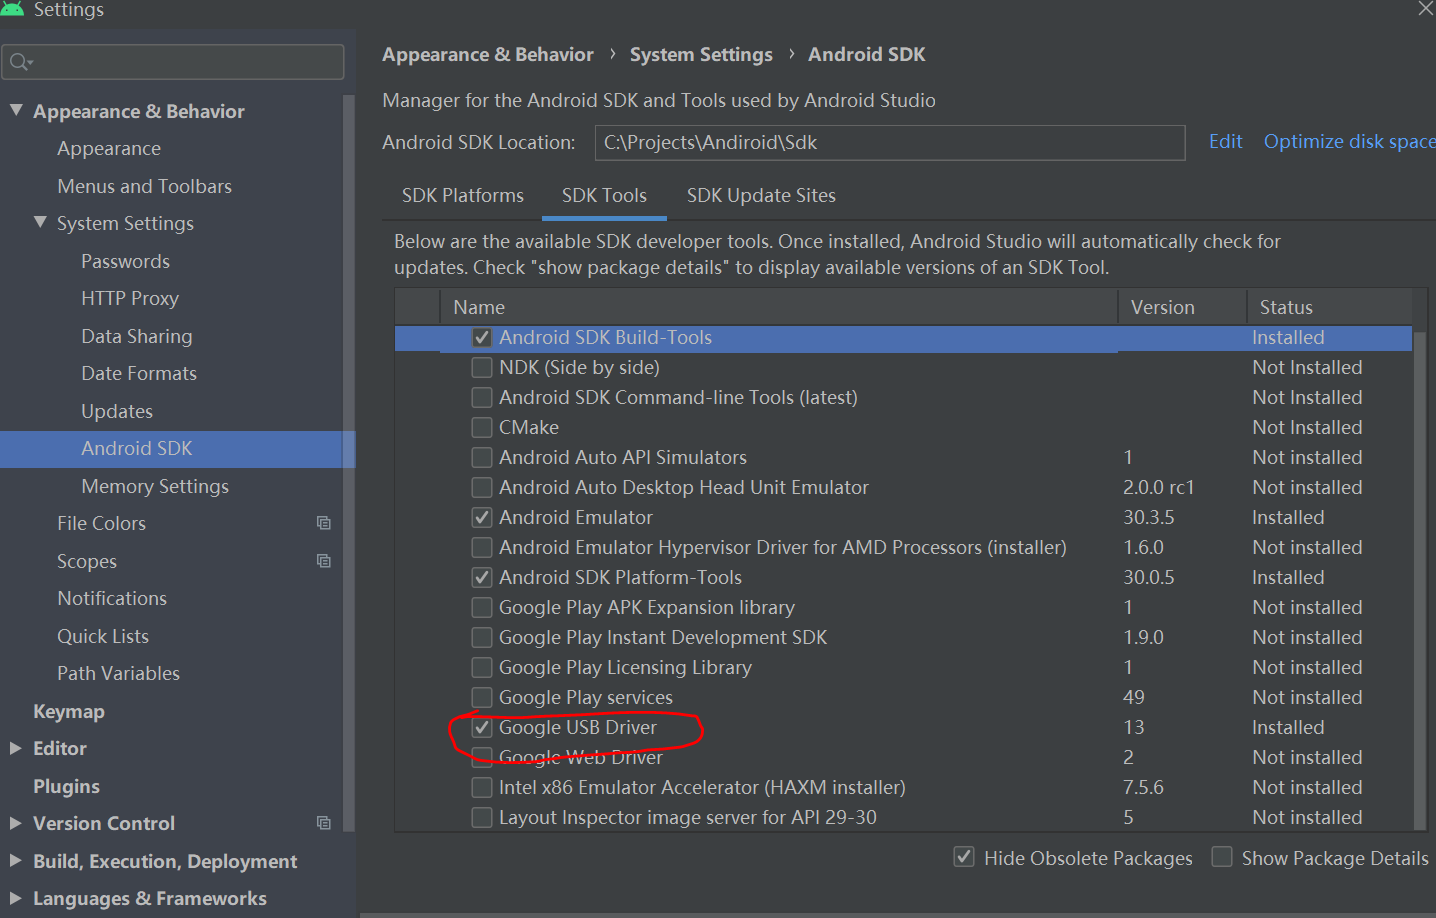 Settings
Appearance & Behavior
Appearance
Menus and Toolbars
System Settings
Passwords
HTTP Proxy
Data Sharing
Date Formats
Updates
Android SDK
Memory Settings
File Colors
Scopes
Notifications
Quick Lists
Path Variables
Keymap
Editor
Plugins
Version Control
Build, Execution, Deployment
Languages & Frameworks
Appearance & Behavior › System Settings › Android SDK
Manager for the Android SDK and Tools used by Android Studio
Android SDK Location: C:\Projects\Andiroid\Sdk Edit Optimize disk space
SDK Platforms SDK Tools SDK Update Sites
Below are the available SDK developer tools. Once installed, Android Studio will automatically check for
updates. Check "show package details" to display available versions of an SDK Tool.
Name Version Status
Android SDK Build-Tools Installed
NDK (Side by side) Not Installed
Android SDK Command-line Tools (latest) Not Installed
CMake Not Installed
Android Auto API Simulators 1 Not installed
Android Auto Desktop Head Unit Emulator 2.0.0 rc1 Not installed
Android Emulator 30.3.5 Installed
Android Emulator Hypervisor Driver for AMD Processors (installer) 1.6.0 Not installed
Android SDK Platform-Tools 30.0.5 Installed
Google Play APK Expansion library 1 Not installed
Google Play Instant Development SDK 1.9.0 Not installed
Google Play Licensing Library 1 Not installed
Google Play services 49 Not installed
Google USB Driver 13 Installed
Google Web Driver 2 Not installed
Intel x86 Emulator Accelerator (HAXM installer) 7.5.6 Not installed
Layout Inspector image server for API 29-30 5 Not installed
Hide Obsolete Packages Show Package Details